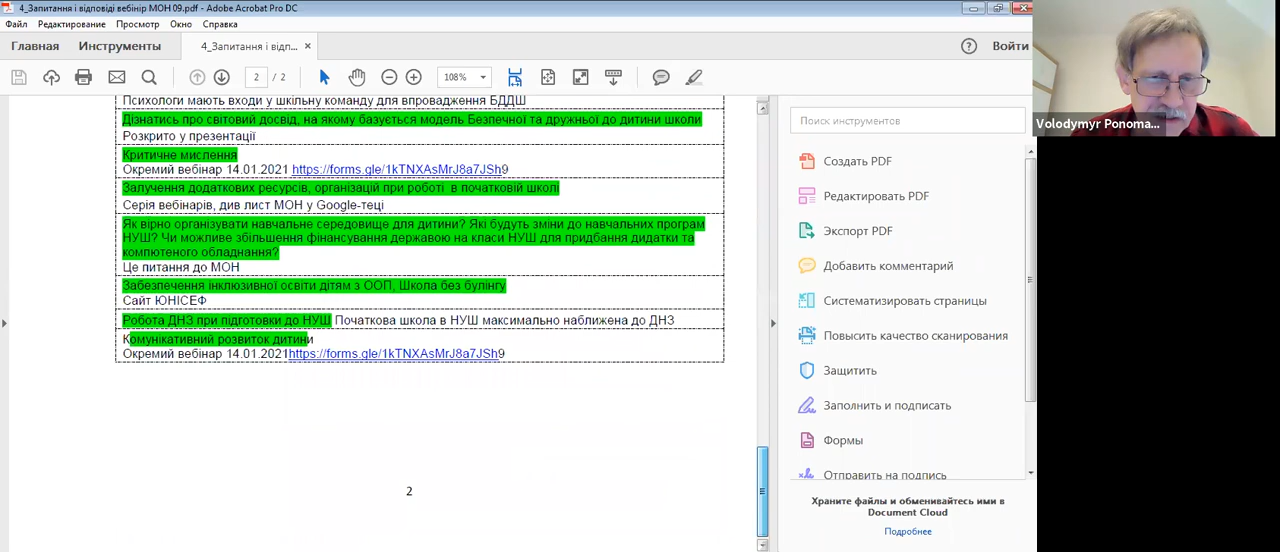 4_Запитання і відповіді вебінір МОН 09.pdf - Adobe Acrobat Pro DC
Файл Редактирование Просмотр Окно Справка
Главная Инструменты 4_Запитання і відп... × Войти
2 / 2 108%
Психологи мають входи у шкільну команду для впровадження БДДШ
Дізнатись про світовий досвід, на якому базується модель Безпечної та дружньої до дитини школи
Розкрито у презентації
Критичне мислення
Окремий вебінар 14.01.2021 https://forms.gle/1kTNXAsMrJ8a7JSh9
Залучення додаткових ресурсів, організацій при роботі в початковій школі
Серія вебінарів, див лист МОН у Google-теці
Як вірно організувати навчальне середовище для дитини? Які будуть зміни до навчальних програм
НУШ? Чи можливе збільшення фінансування державою на класи НУШ для придбання дидатки та
компютеного обладнання?
Це питання до МОН
Забезпечення інклюзивної освіти дітям з ООП, Школа без булінгу
Сайт ЮНІСЕФ
Робота ДНЗ при підготовки до НУШ Початкова школа в НУШ максимально наближена до ДНЗ
Комунікативний розвиток дитини
Окремий вебінар 14.01.2021https://forms.gle/1kTNXAsMrJ8a7JSh9
2
Поиск инструментов
Создать PDF
Редактировать PDF
Экспорт PDF
Добавить комментарий
Систематизировать страницы
Повысить качество сканирования
Защитить
Заполнить и подписать
Формы
Отправить на подпись
Храните файлы и обменивайтесь ими в
Document Cloud
Подробнее
Volodymyr Ponoma...